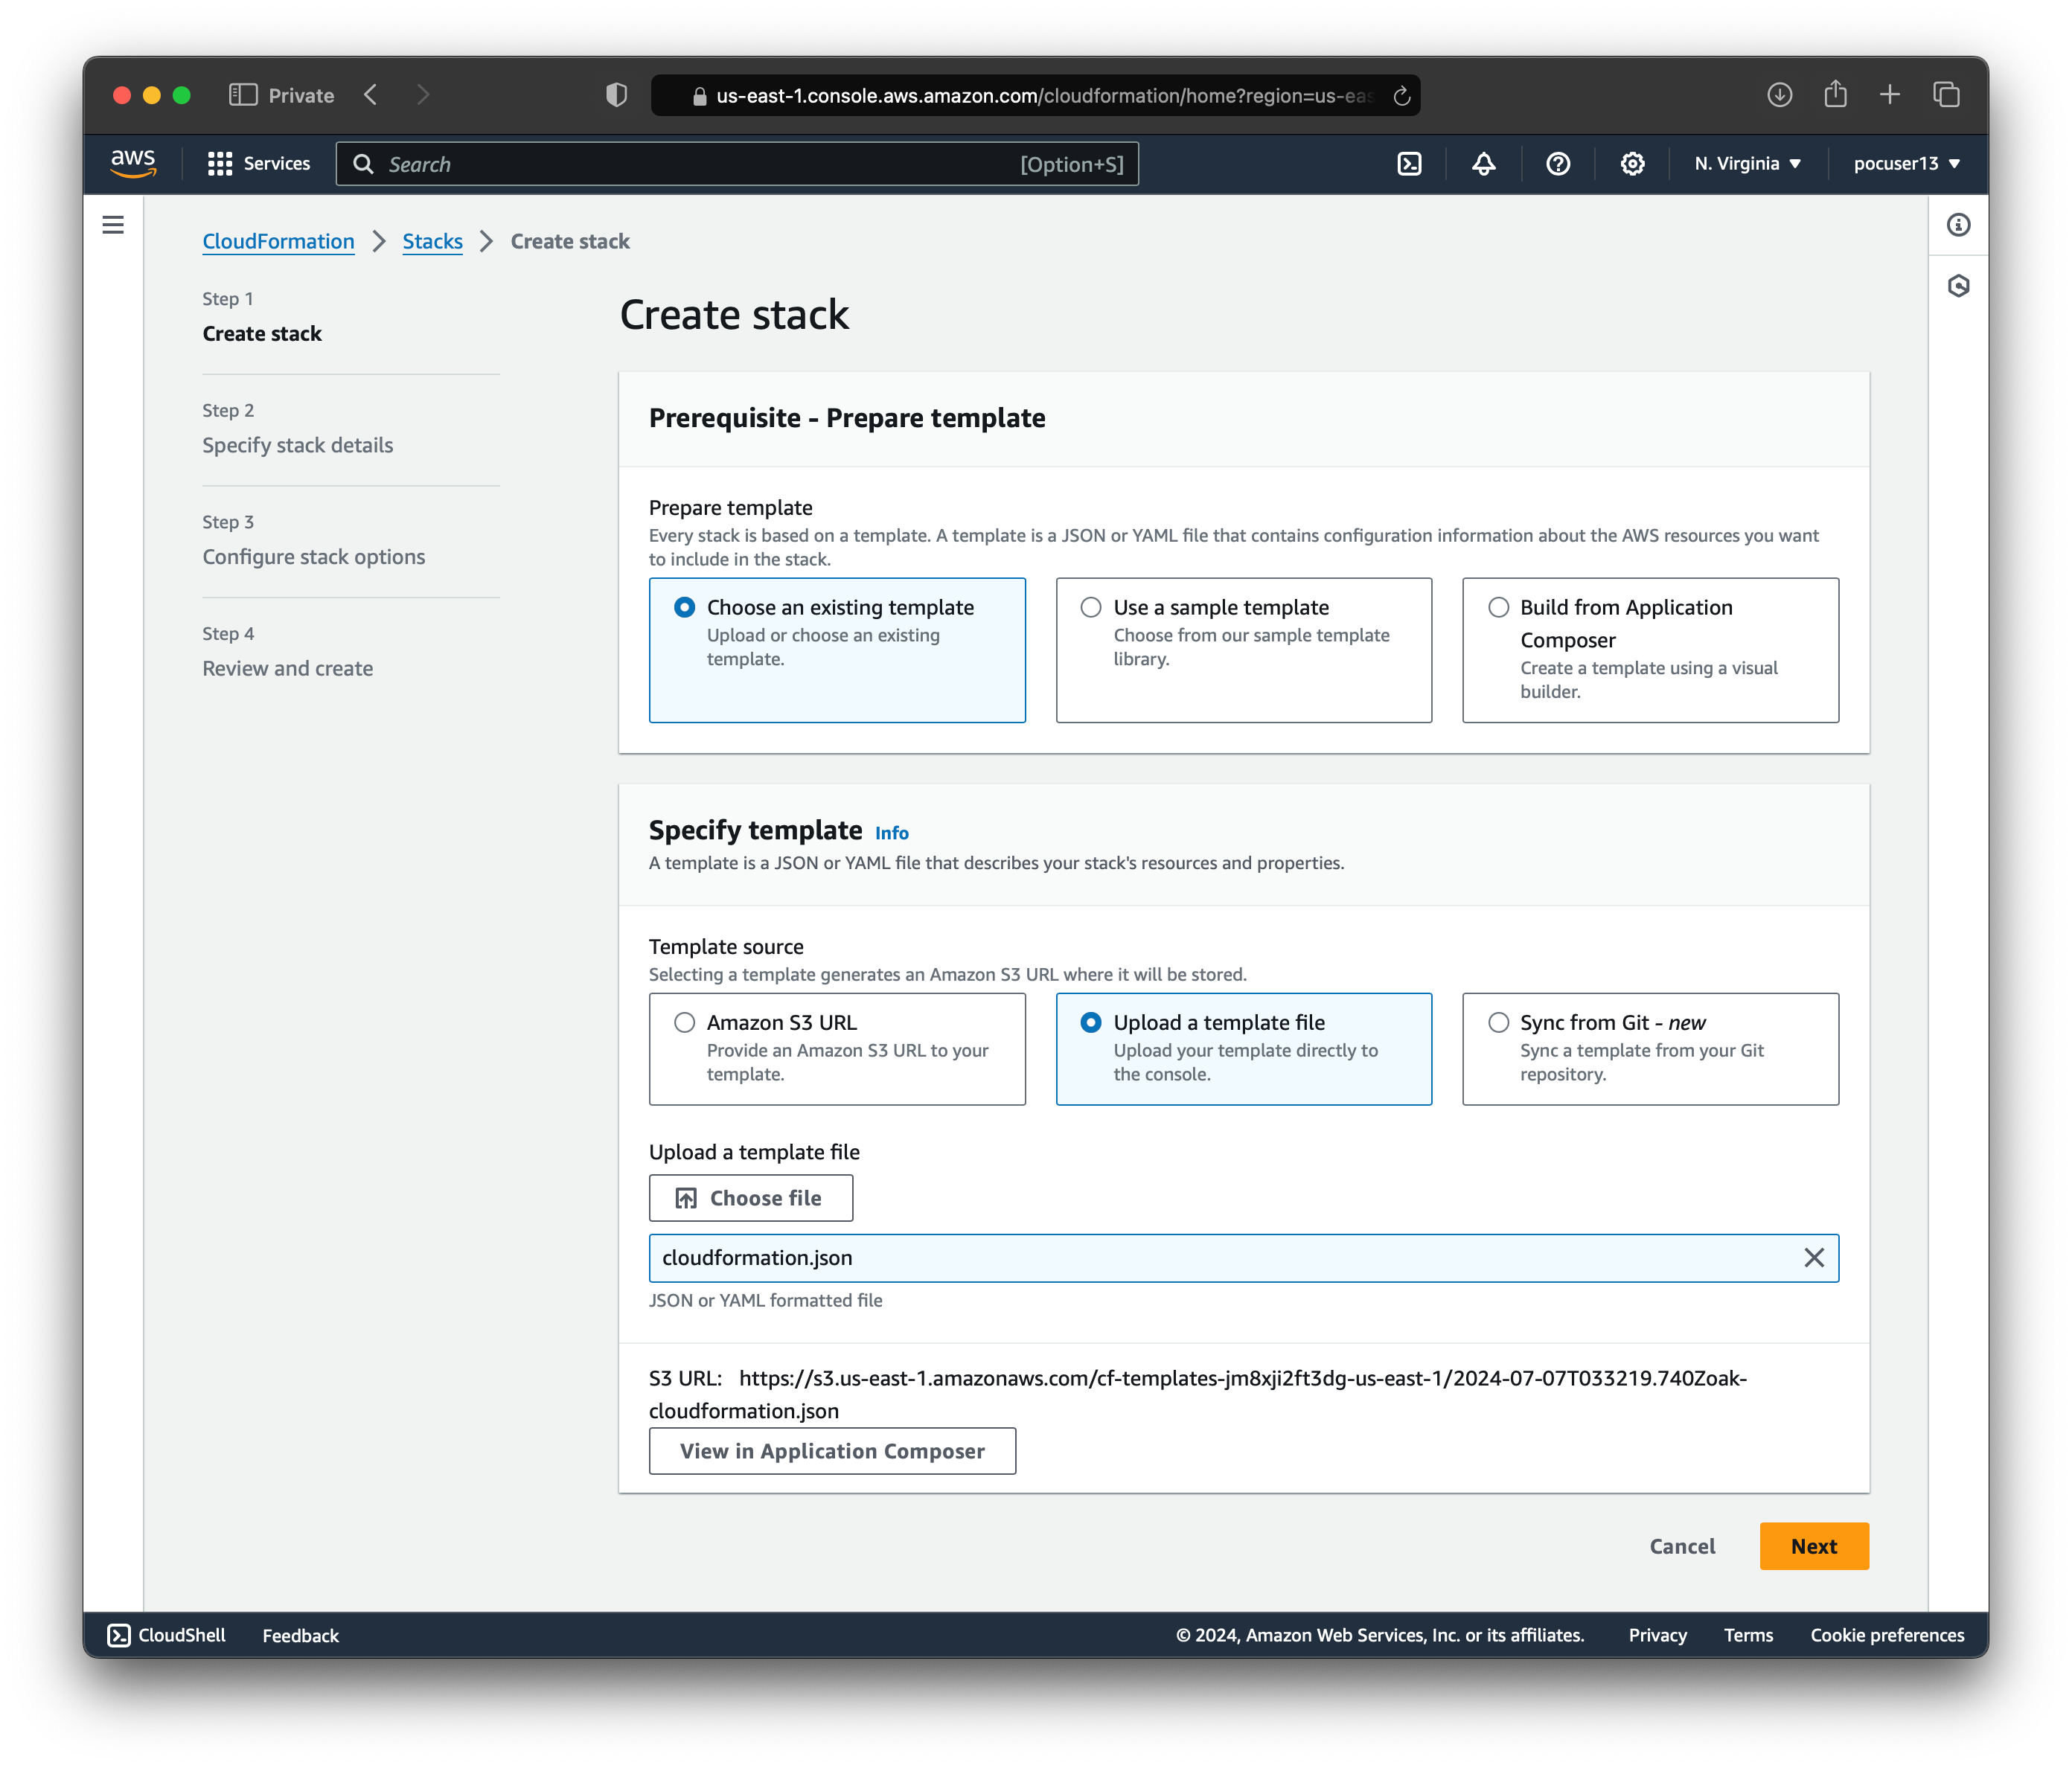 Private
us-east-1.console.aws.amazon.com/cloudformation/home?region=us-eas
aws
Services
Search
[Option+S]
N. Virginia
pocuser13
CloudFormation
Stacks
Create stack
Step 1
Create stack
Step 2
Specify stack details
Step 3
Configure stack options
Step 4
Review and create
Create stack
Prerequisite - Prepare template
Prepare template
Every stack is based on a template. A template is a JSON or YAML file that contains configuration information about the AWS resources you want
to include in the stack.
Choose an existing template
Upload or choose an existing
template.
Use a sample template
Choose from our sample template
library.
Build from Application
Composer
Create a template using a visual
builder.
Specify template Info
A template is a JSON or YAML file that describes your stack's resources and properties.
Template source
Selecting a template generates an Amazon S3 URL where it will be stored.
Amazon S3 URL
Provide an Amazon S3 URL to your
template.
Upload a template file
Upload your template directly to
the console.
Sync from Git - new
Sync a template from your Git
repository.
Upload a template file
Choose file
cloudformation.json
JSON or YAML formatted file
S3 URL: https://s3.us-east-1.amazonaws.com/cf-templates-jm8xji2ft3dg-us-east-1/2024-07-07T033219.740Zoak-
cloudformation.json
View in Application Composer
Cancel
Next
CloudShell
Feedback
© 2024, Amazon Web Services, Inc. or its affiliates.
Privacy
Terms
Cookie preferences